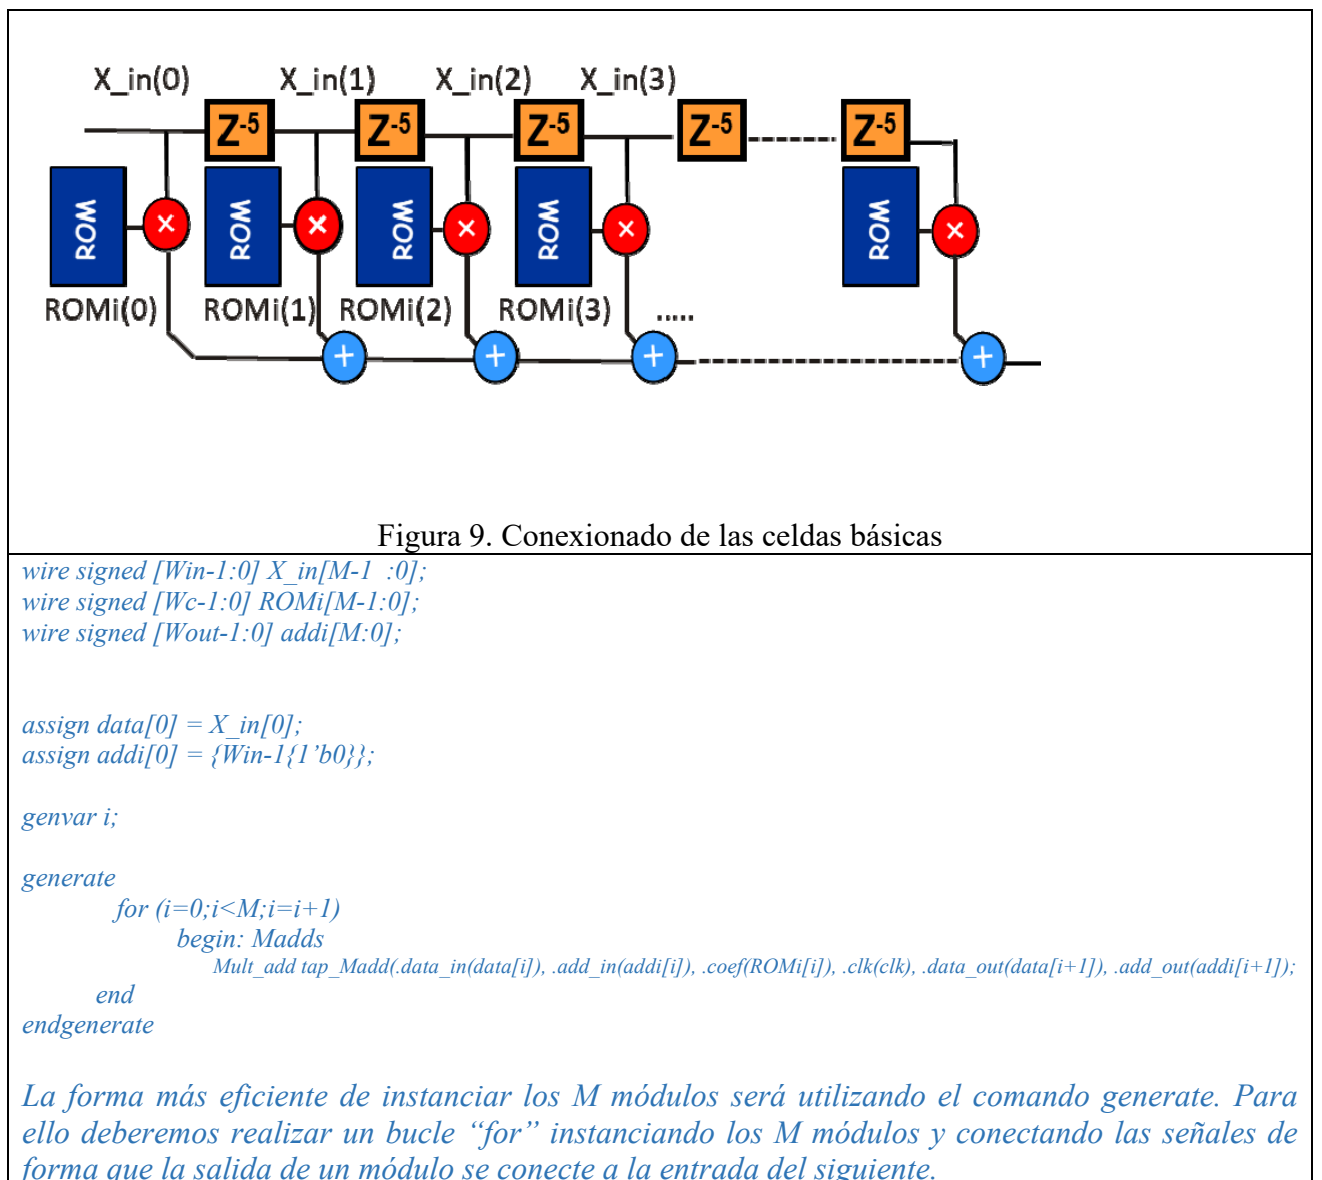 X_in(0) X_in(1) X_in(2) X_in(3)
Z-5 Z-5 Z-5 Z-5 Z-5
ROM ROM ROM ROM ROM
× × × × ×
ROMi(0) ROMi(1) ROMi(2) ROMi(3) .....
+ + + +
Figura 9. Conexionado de las celdas básicas
wire signed [Win-1:0] X_in[M-1 :0];
wire signed [Wc-1:0] ROMi[M-1:0];
wire signed [Wout-1:0] addi[M:0];
assign data[0] = X_in[0];
assign addi[0] = {Win-1{1’b0}};
genvar i;
generate
for (i=0;i<M;i=i+1)
begin: Madds
Mult_add tap_Madd(.data_in(data[i]), .add_in(addi[i]), .coef(ROMi[i]), .clk(clk), .data_out(data[i+1]), .add_out(addi[i+1]);
end
endgenerate
La forma más eficiente de instanciar los M módulos será utilizando el comando generate. Para
ello deberemos realizar un bucle “for” instanciando los M módulos y conectando las señales de
forma que la salida de un módulo se conecte a la entrada del siguiente.